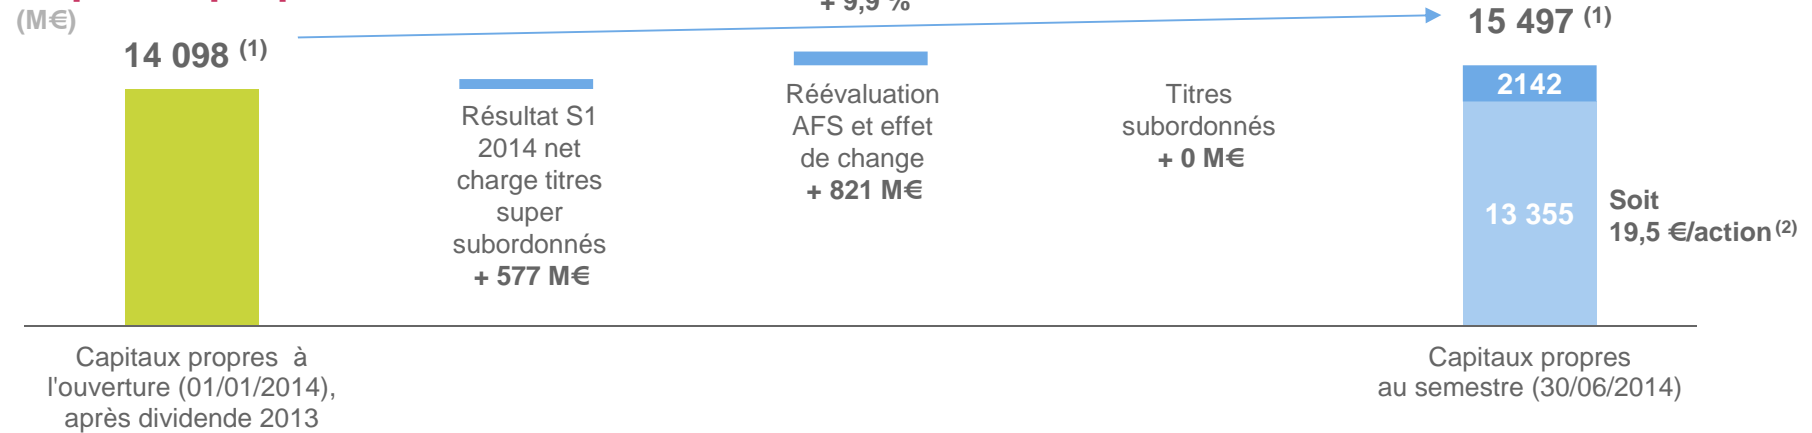 (M€)
+ 9,9 %
14 098 (1)
15 497 (1)
Résultat S1
2014 net
charge titres
super
subordonnés
+ 577 M€
Réévaluation
AFS et effet
de change
+ 821 M€
Titres
subordonnés
+ 0 M€
2142
13 355
Soit
19,5 €/action (2)
Capitaux propres à
l'ouverture (01/01/2014),
après dividende 2013
Capitaux propres
au semestre (30/06/2014)